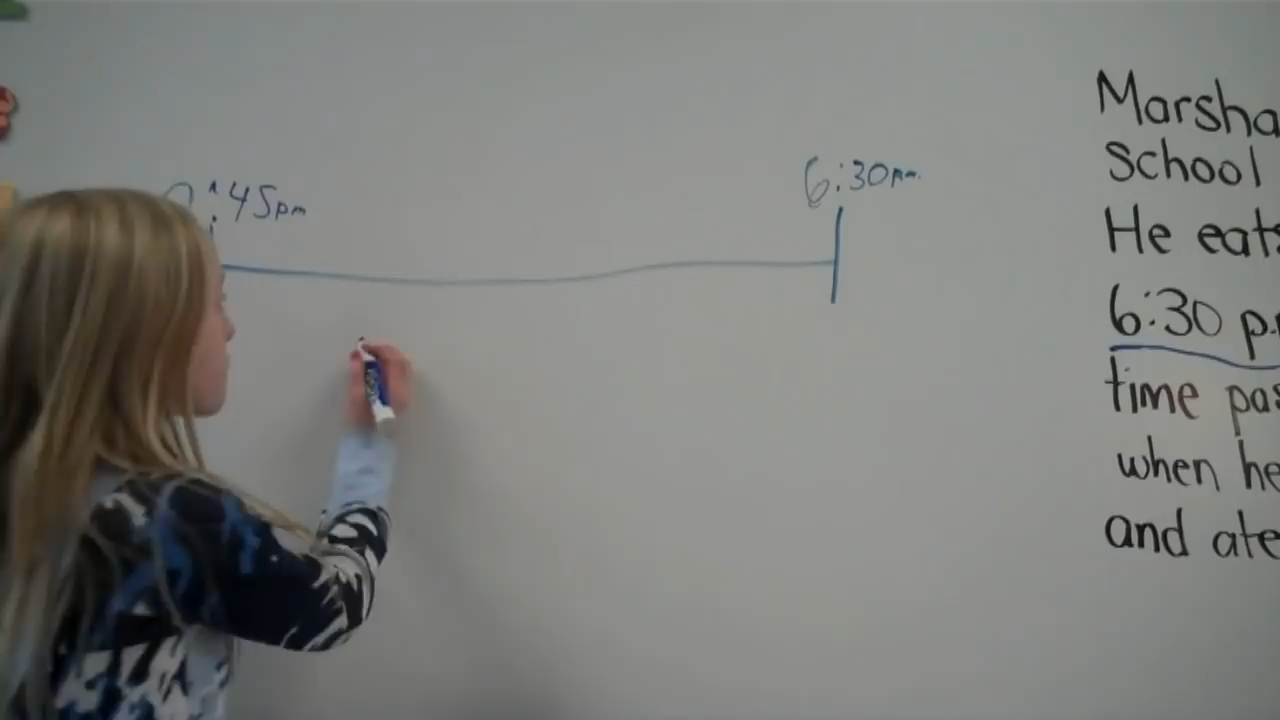 :45pm
6:30pm.
Marsha
School
He eats
6:30 p.
time pas
when he
and ate